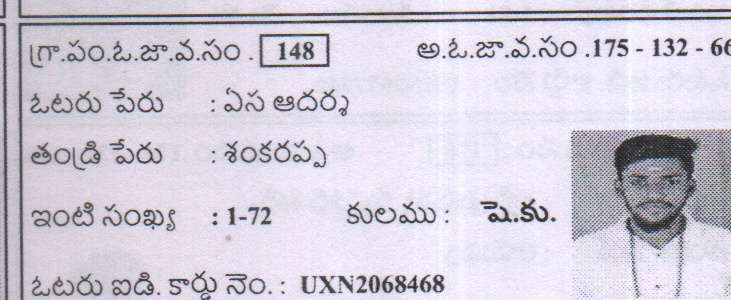 గ్రా.పం.ఓ.జా.వ.సం . 148 అ.ఓ.జా.వ.సం .175 - 132 - 66
ఓటరు పేరు : ఏస ఆదర్శ
తండ్రి పేరు : శంకరప్ప
ఇంటి సంఖ్య : 1-72 కులము : షె.కు.
ఓటరు ఐడి. కార్డు నెం. : UXN2068468